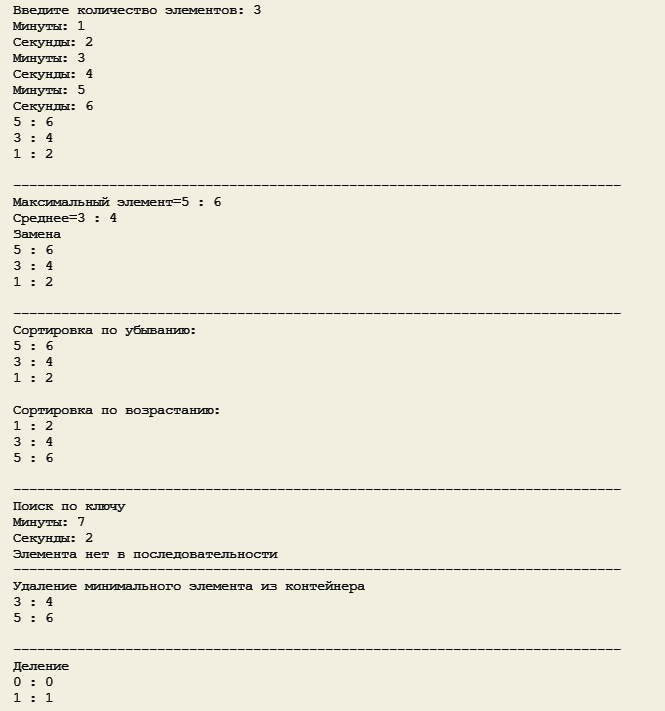 Введите количество элементов: 3
Минуты: 1
Секунды: 2
Минуты: 3
Секунды: 4
Минуты: 5
Секунды: 6
5 : 6
3 : 4
1 : 2
----------------------------------------------------------------------------
Максимальный элемент=5 : 6
Среднее=3 : 4
Замена
5 : 6
3 : 4
1 : 2
----------------------------------------------------------------------------
Сортировка по убыванию:
5 : 6
3 : 4
1 : 2
Сортировка по возрастанию:
1 : 2
3 : 4
5 : 6
----------------------------------------------------------------------------
Поиск по ключу
Минуты: 7
Секунды: 2
Элемента нет в последовательности
----------------------------------------------------------------------------
Удаление минимального элемента из контейнера
3 : 4
5 : 6
----------------------------------------------------------------------------
Деление
0 : 0
1 : 1